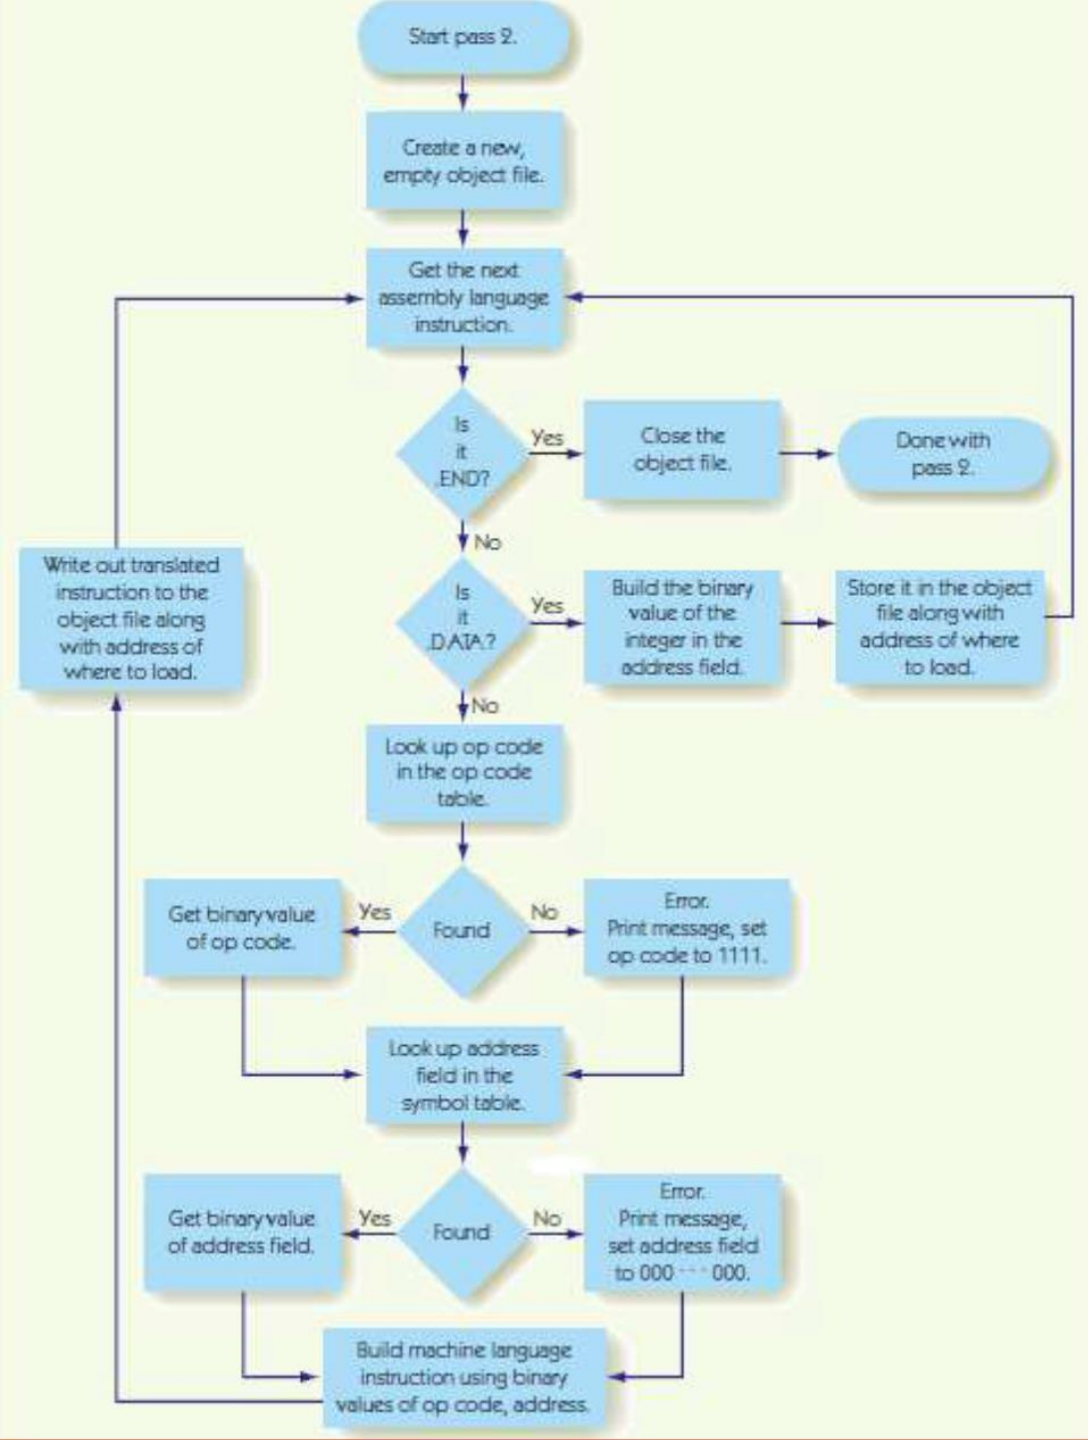 Start pass 2.
Create a new,
empty object file.
Get the next
assembly language
instruction.
Is
it
.END?
Yes
Close the
object file.
Done with
pass 2.
No
Is
it
.DATA?
Yes
Build the binary
value of the
integer in the
address field.
Store it in the object
file along with
address of where
to load.
Write out translated
instruction to the
object file along
with address of
where to load.
No
Look up op code
in the op code
table.
Found
Yes
Get binary value
of op code.
No
Error.
Print message, set
op code to 1111.
Look up address
field in the
symbol table.
Found
Yes
Get binary value
of address field.
No
Error.
Print message,
set address field
to 000 ··· 000.
Build machine language
instruction using binary
values of op code, address.